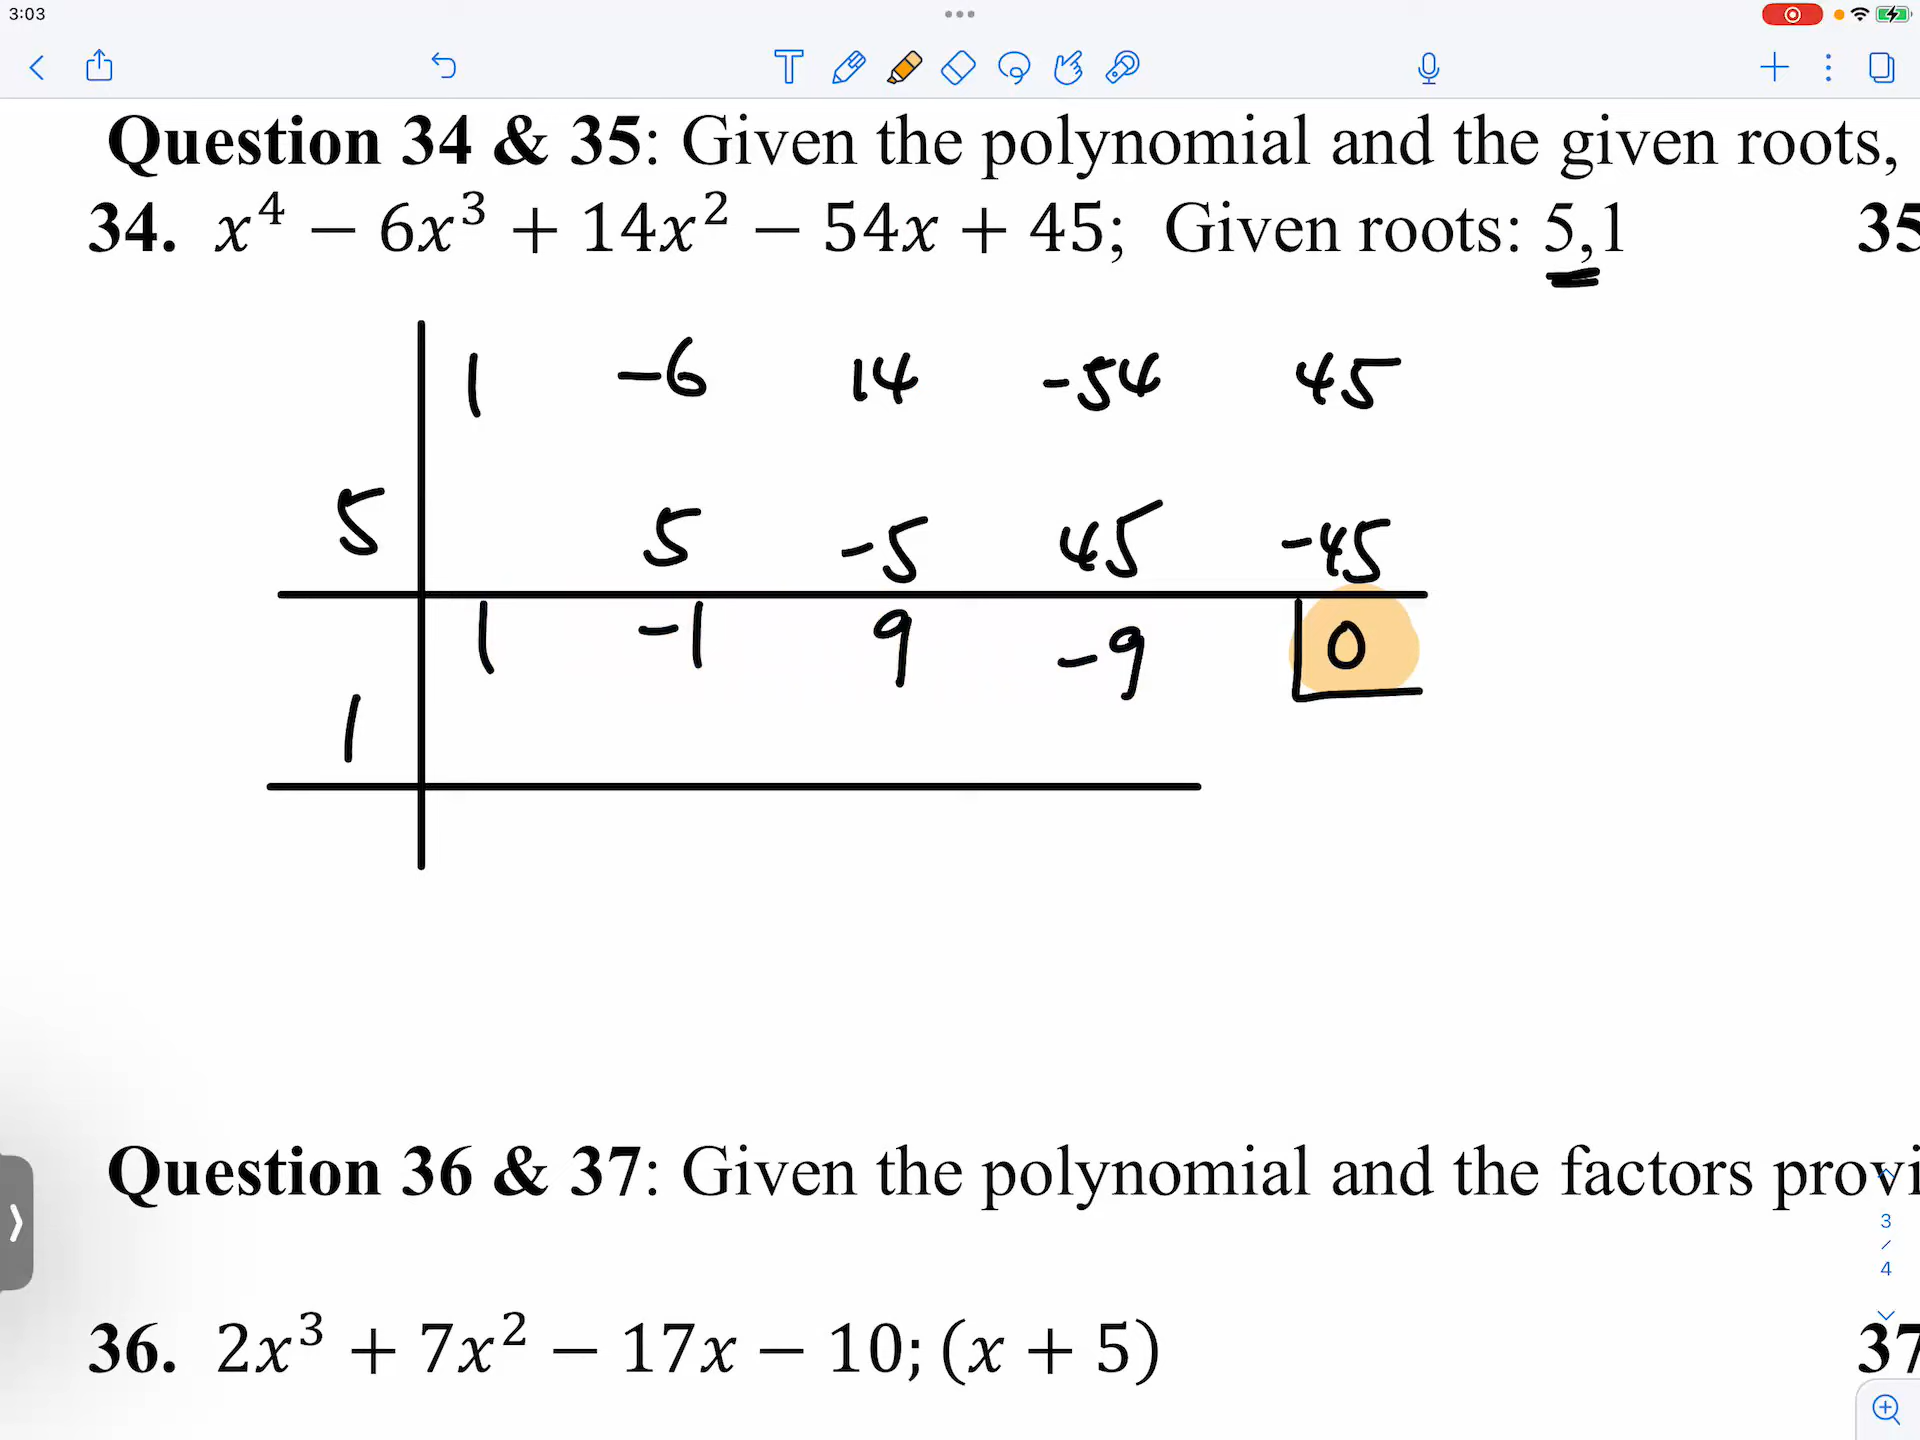 3:03
Question 34 & 35: Given the polynomial and the given roots,
34. x⁴ − 6x³ + 14x² − 54x + 45; Given roots: 5,1
35
1 -6 14 -54 45
5 5 -5 45 -45
1 -1 9 -9 0
1
Question 36 & 37: Given the polynomial and the factors provi
3
/
4
36. 2x³ + 7x² − 17x − 10; (x + 5)
37